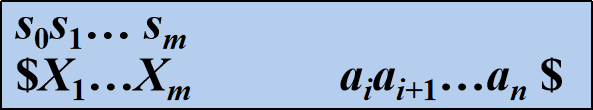 s₀s₁… sₘ
$X₁…Xₘ aᵢaᵢ₊₁…aₙ $